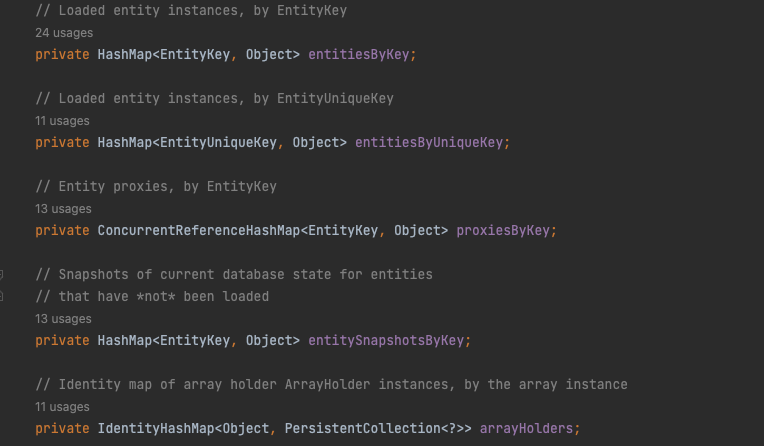 // Loaded entity instances, by EntityKey
24 usages
private HashMap<EntityKey, Object> entitiesByKey;
// Loaded entity instances, by EntityUniqueKey
11 usages
private HashMap<EntityUniqueKey, Object> entitiesByUniqueKey;
// Entity proxies, by EntityKey
13 usages
private ConcurrentReferenceHashMap<EntityKey, Object> proxiesByKey;
// Snapshots of current database state for entities
// that have *not* been loaded
13 usages
private HashMap<EntityKey, Object> entitySnapshotsByKey;
// Identity map of array holder ArrayHolder instances, by the array instance
11 usages
private IdentityHashMap<Object, PersistentCollection<?>> arrayHolders;